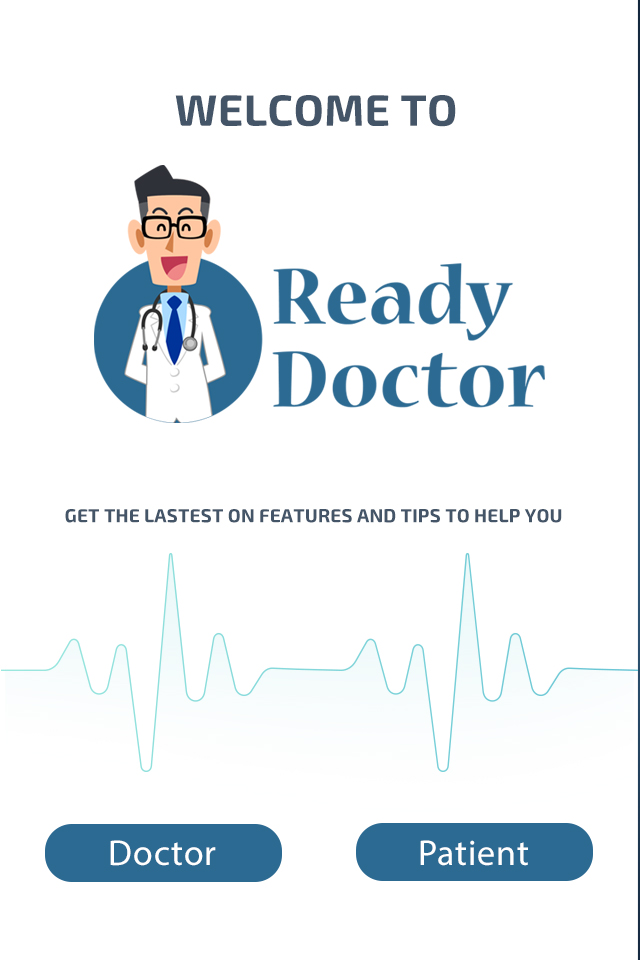 WELCOME TO
Ready
Doctor
GET THE LASTEST ON FEATURES AND TIPS TO HELP YOU
Doctor
Patient